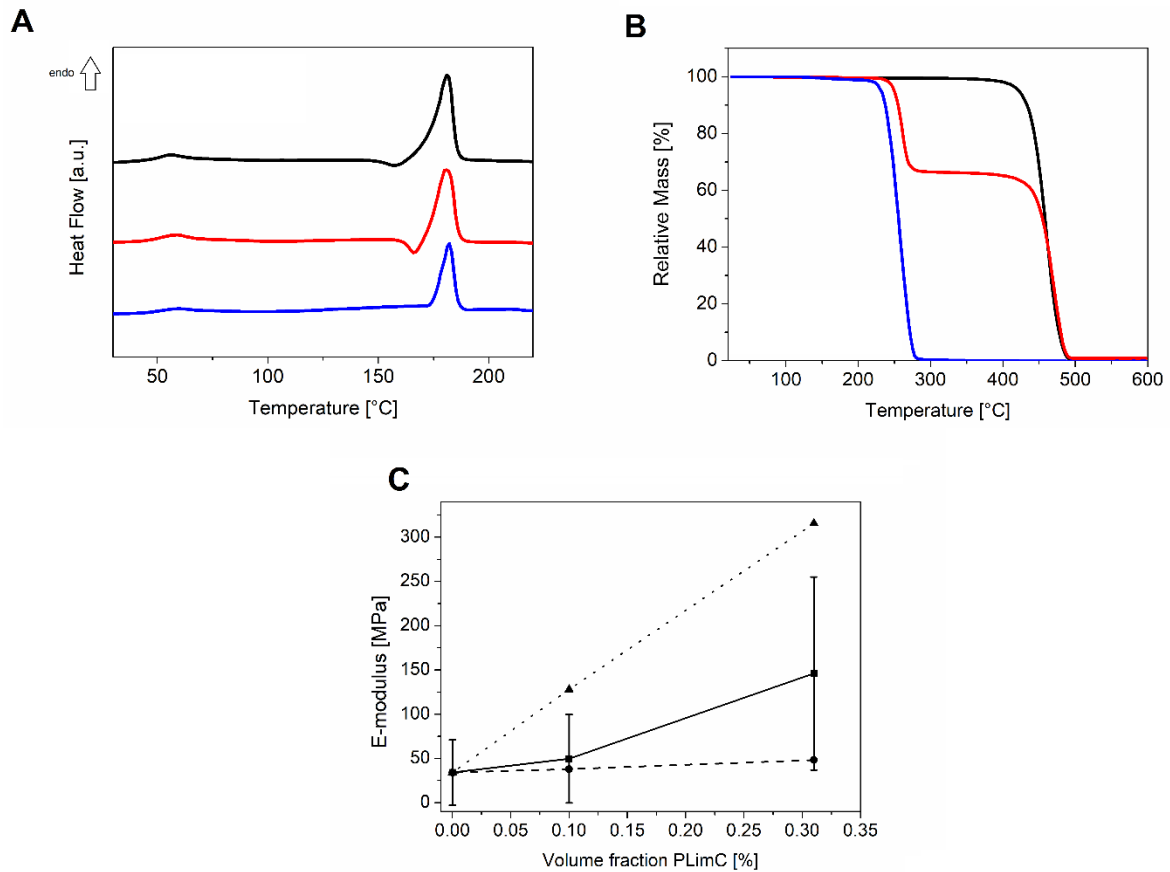 A
endo
Heat Flow [a.u.]
50 100 150 200
Temperature [°C]
B
Relative Mass [%]
100
80
60
40
20
0
100 200 300 400 500 600
Temperature [°C]
C
E-modulus [MPa]
300
250
200
150
100
50
0
0.00 0.05 0.10 0.15 0.20 0.25 0.30 0.35
Volume fraction PLimC [%]